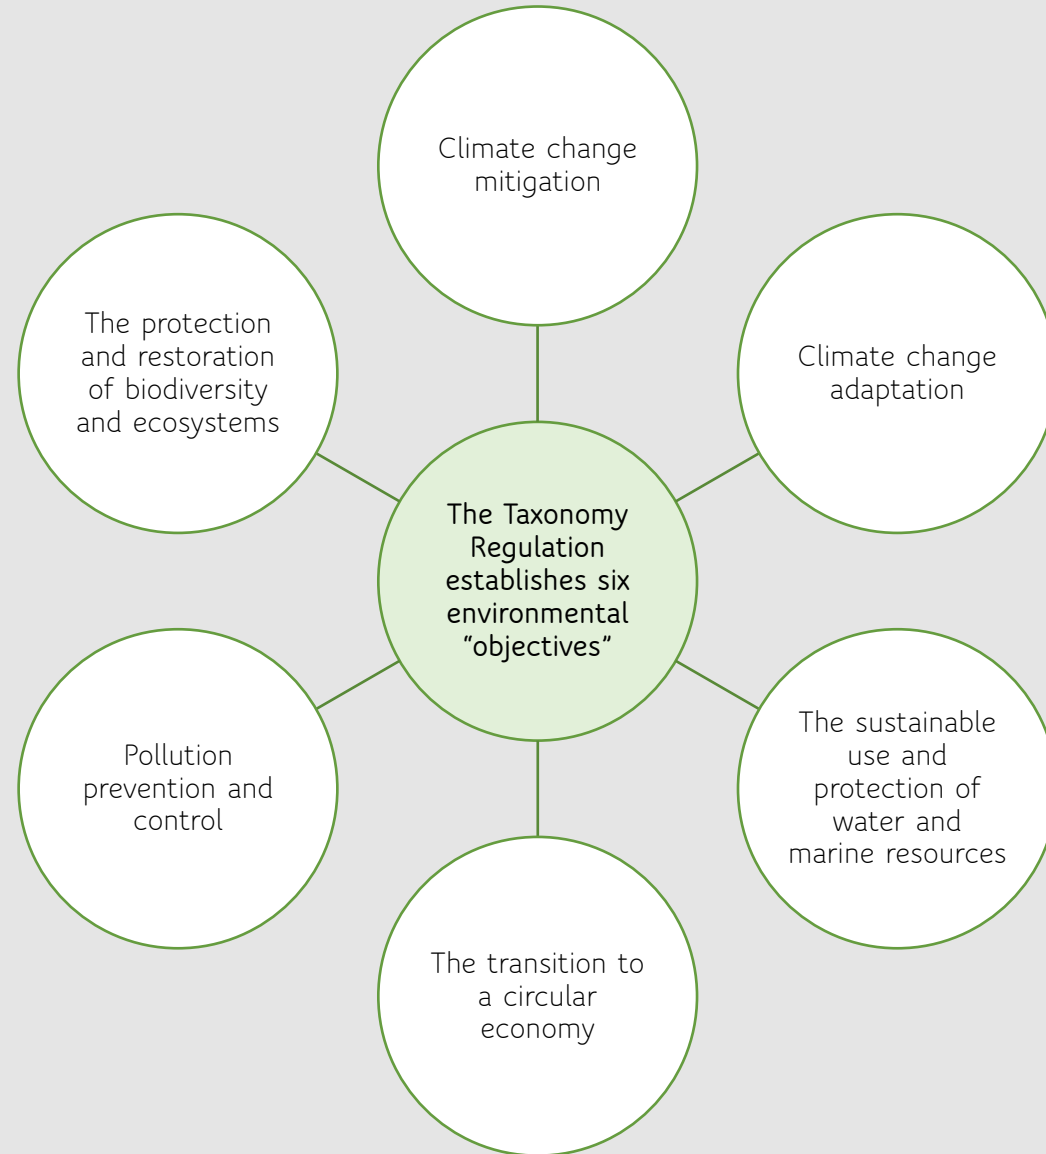 Climate change
mitigation
Climate change
adaptation
The sustainable
use and
protection of
water and
marine resources
The transition to
a circular
economy
Pollution
prevention and
control
The protection
and restoration
of biodiversity
and ecosystems
The Taxonomy
Regulation
establishes six
environmental
“objectives”